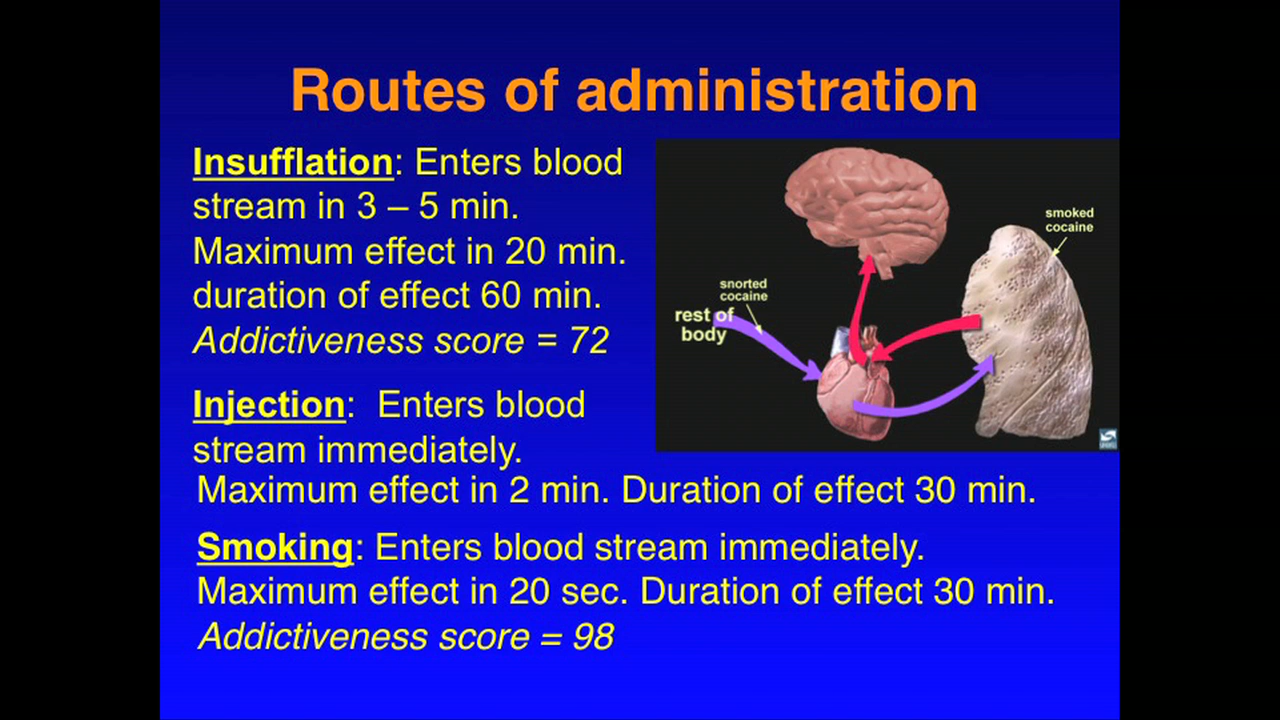 Routes of administration
Insufflation: Enters blood
stream in 3 – 5 min.
Maximum effect in 20 min.
duration of effect 60 min.
Addictiveness score = 72
Injection:  Enters blood
stream immediately.
Maximum effect in 2 min. Duration of effect 30 min.
Smoking: Enters blood stream immediately.
Maximum effect in 20 sec. Duration of effect 30 min.
Addictiveness score = 98
smoked
cocaine
snorted
cocaine
rest of
body